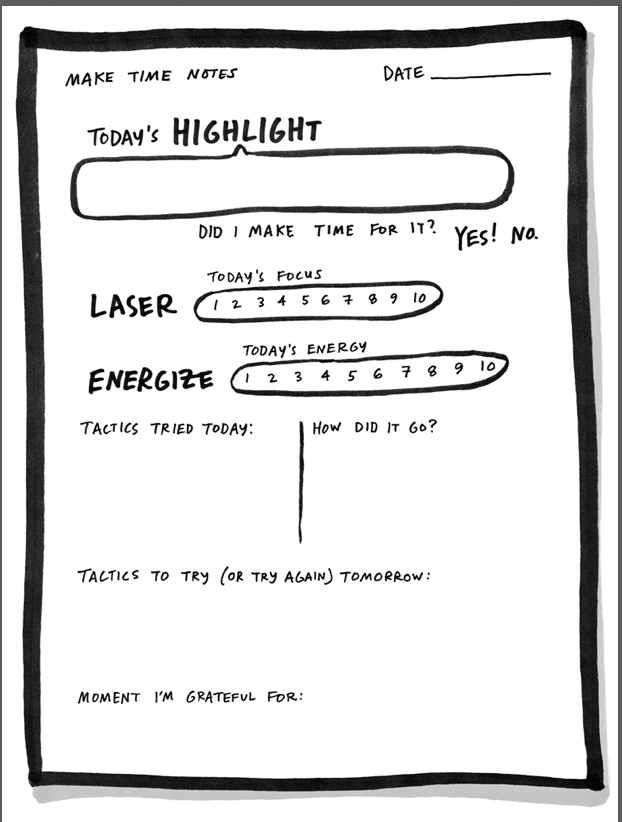 MAKE TIME NOTES DATE
TODAY'S HIGHLIGHT
DID I MAKE TIME FOR IT? YES! NO.
TODAY'S FOCUS
LASER 1 2 3 4 5 6 7 8 9 10
TODAY'S ENERGY
ENERGIZE 1 2 3 4 5 6 7 8 9 10
TACTICS TRIED TODAY: HOW DID IT GO?
TACTICS TO TRY (OR TRY AGAIN) TOMORROW:
MOMENT I'M GRATEFUL FOR: